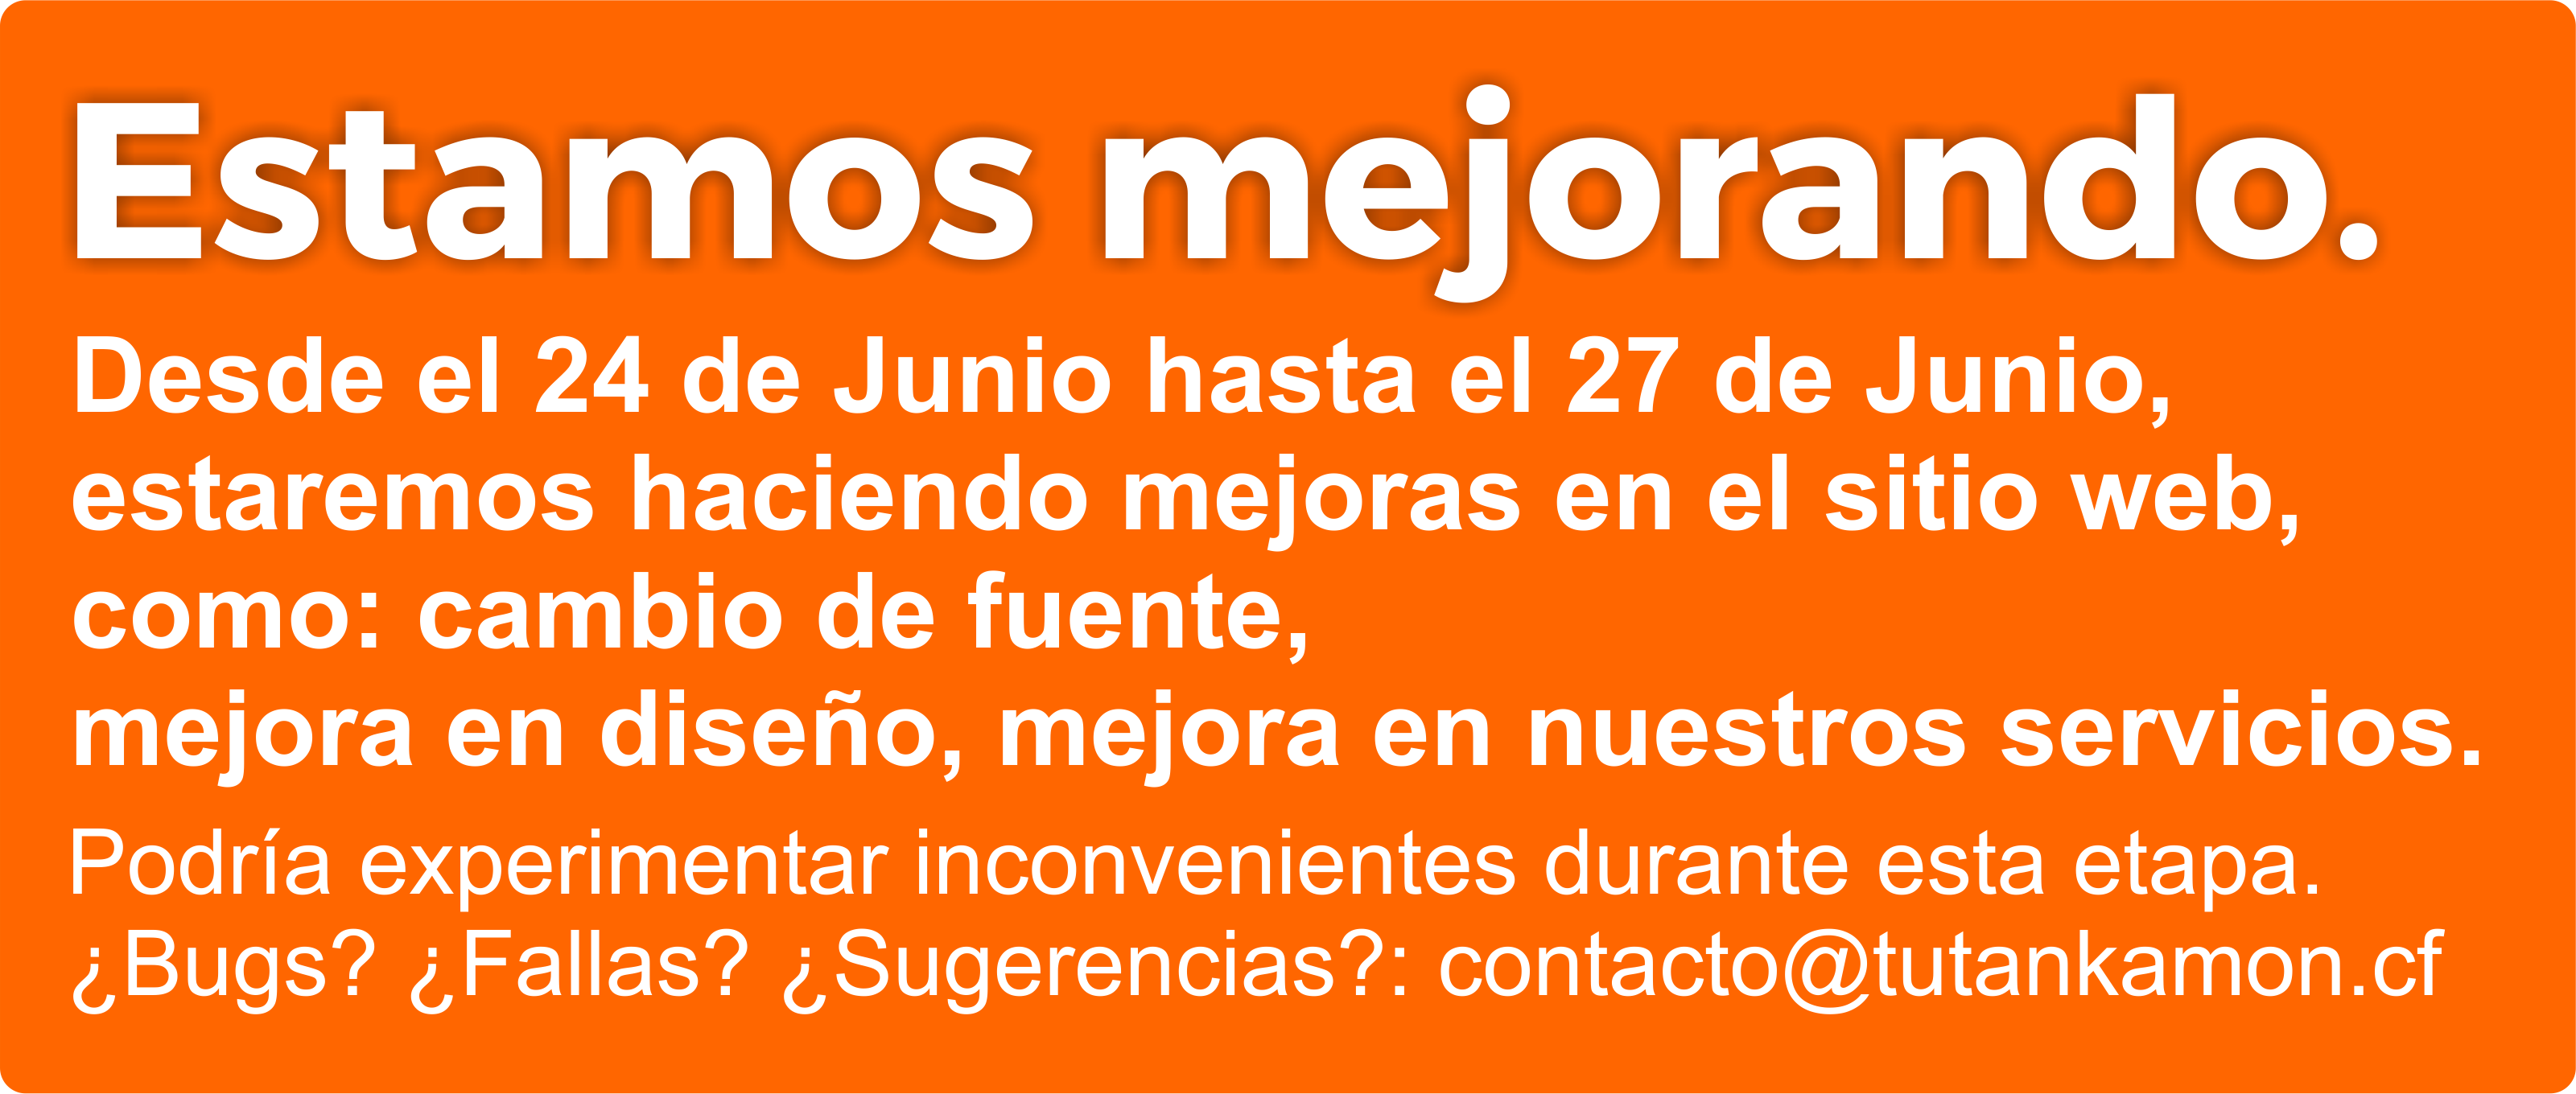 Estamos mejorando.
Desde el 24 de Junio hasta el 27 de Junio,
estaremos haciendo mejoras en el sitio web,
como: cambio de fuente,
mejora en diseño, mejora en nuestros servicios.
Podría experimentar inconvenientes durante esta etapa.
¿Bugs? ¿Fallas? ¿Sugerencias?: contacto@tutankamon.cf